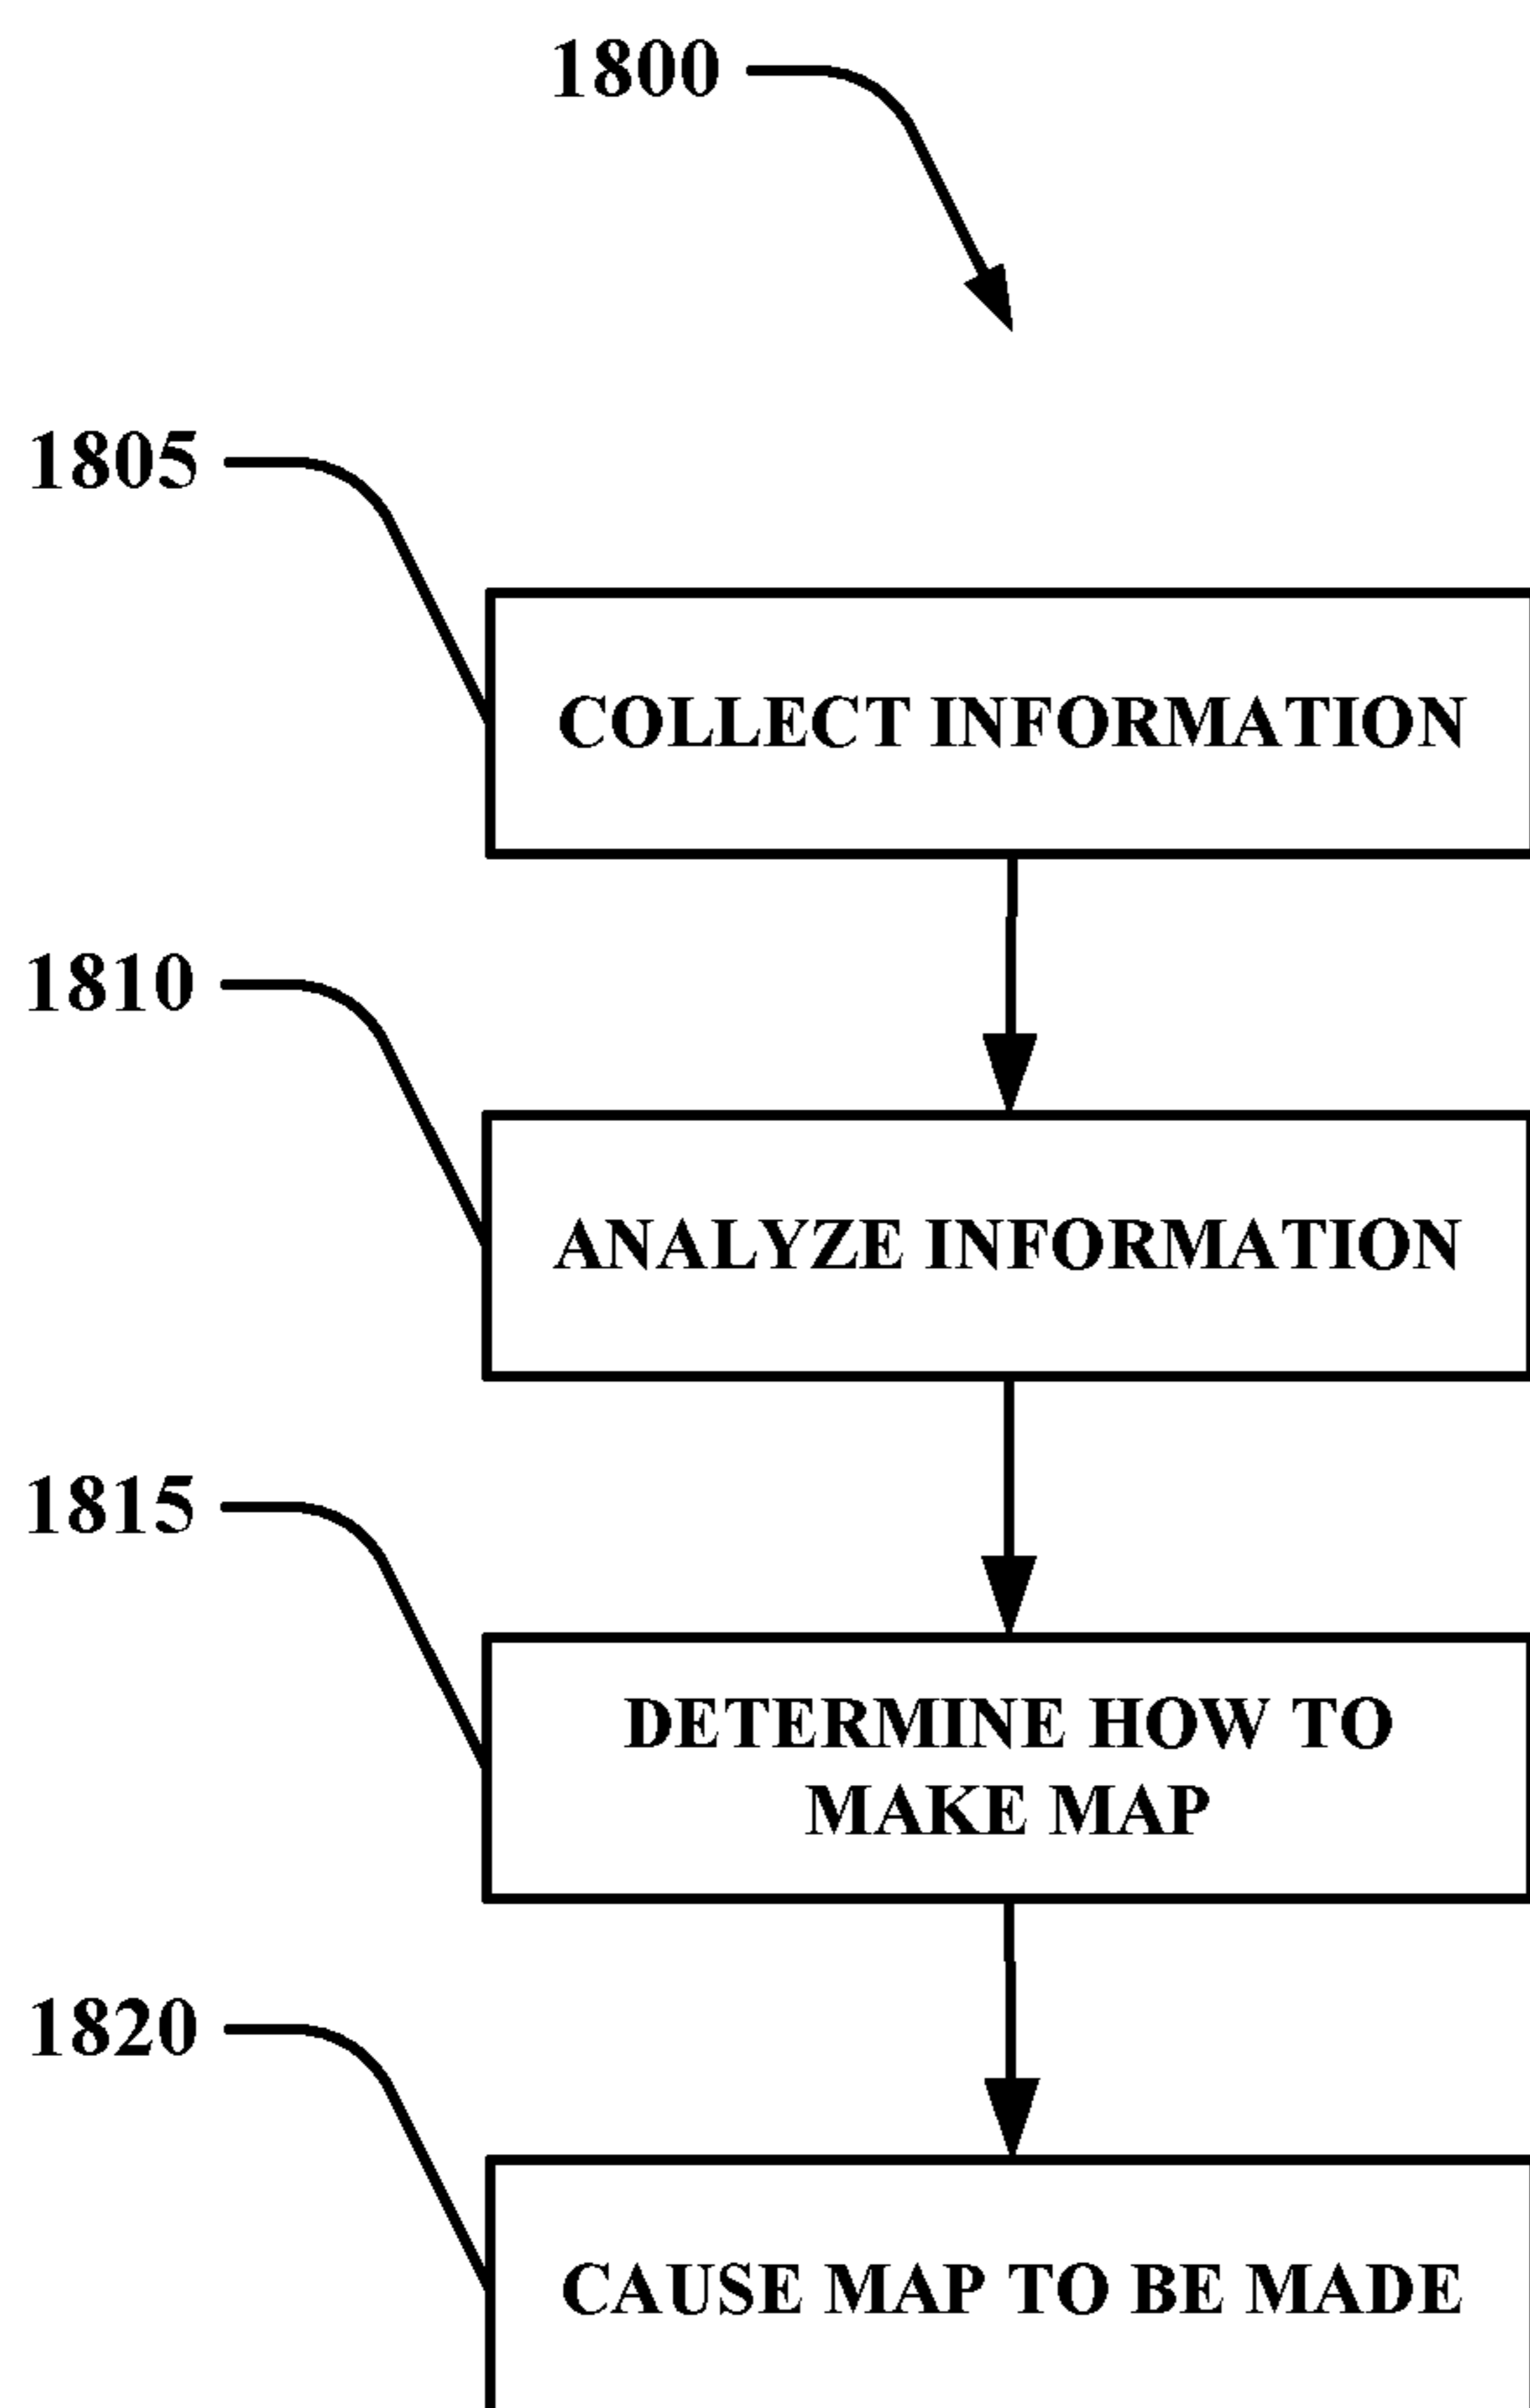 1800
1805
COLLECT INFORMATION
1810
ANALYZE INFORMATION
1815
DETERMINE HOW TO
MAKE MAP
1820
CAUSE MAP TO BE MADE